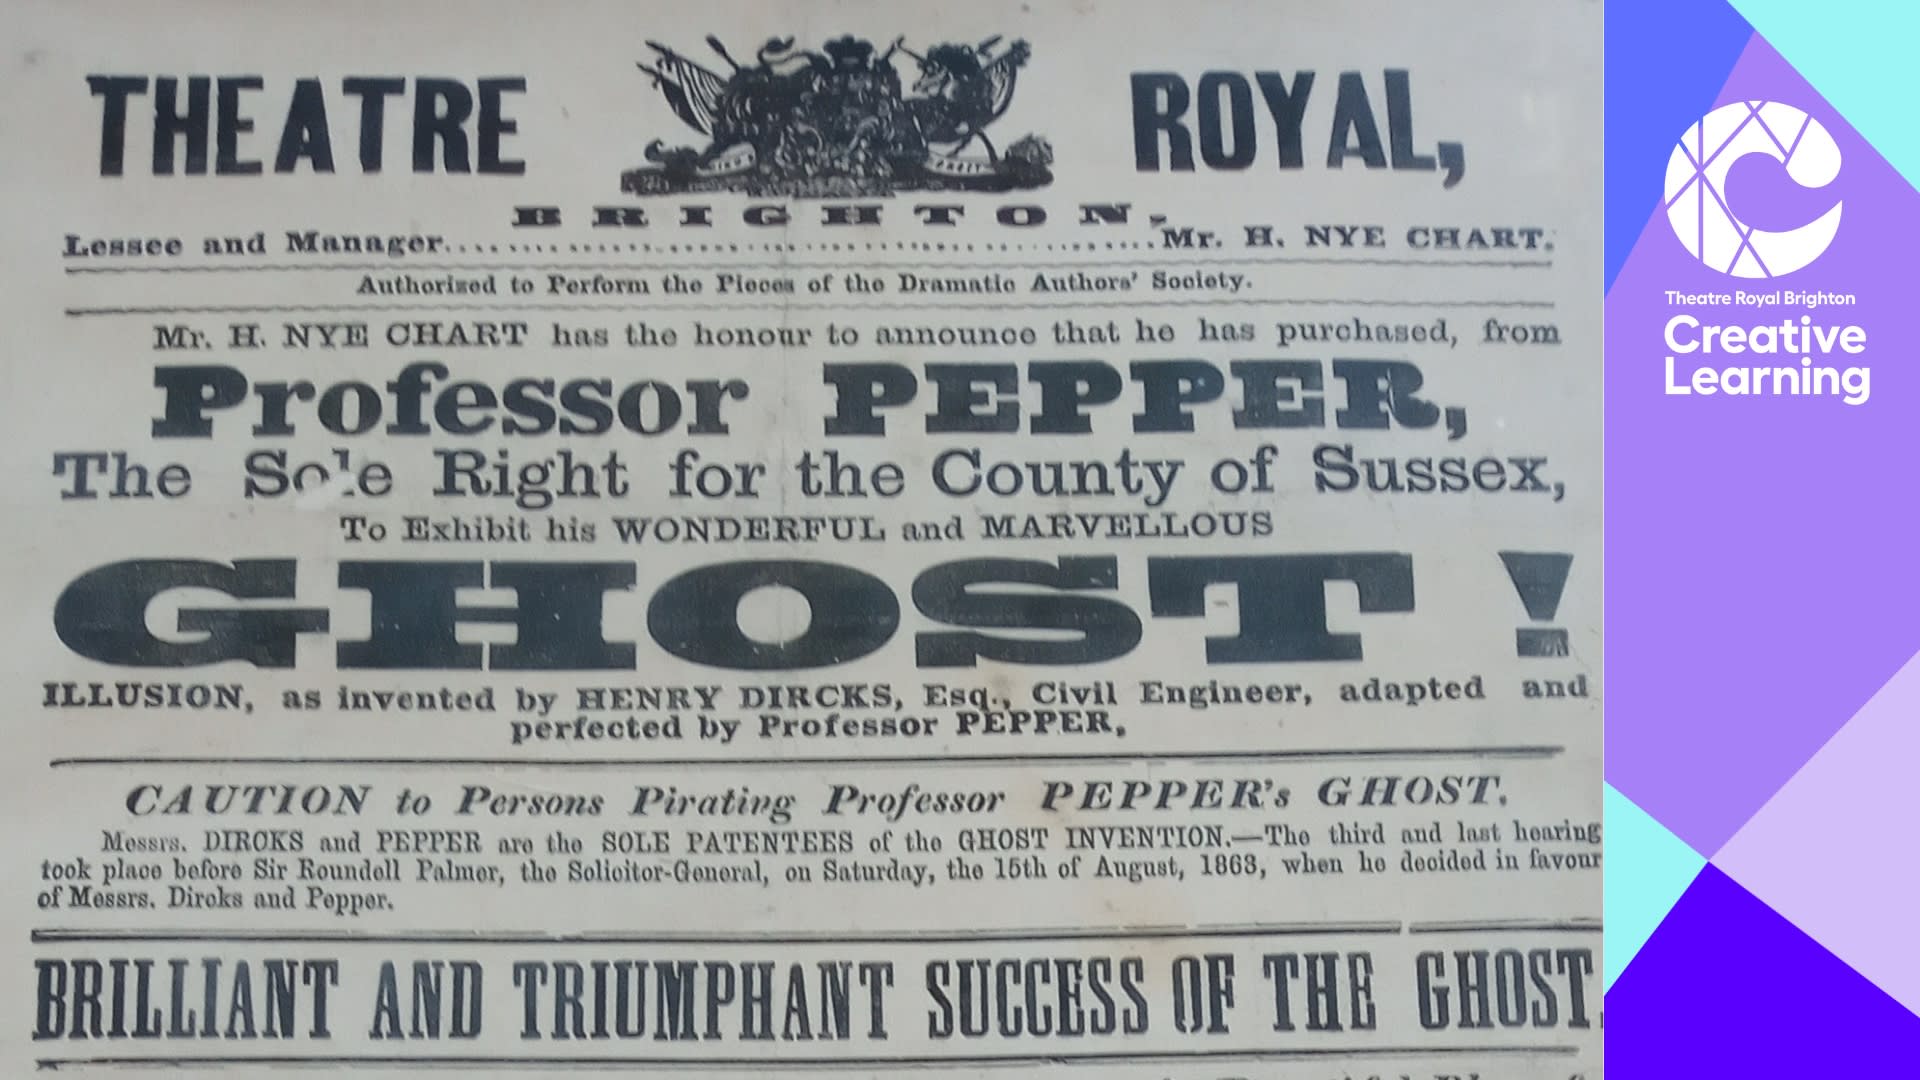 THEATRE ROYAL,
BRIGHTON.
Lessee and Manager..............................Mr. H. NYE CHART.
Authorised to Perform the Pieces of the Dramatic Authors' Society.
Mr. H. NYE CHART has the honour to announce that he has purchased, from
Professor PEPPER,
The Sole Right for the County of Sussex,
To Exhibit his WONDERFUL and MARVELLOUS
GHOST!
ILLUSION, as invented by HENRY DIRCKS, Esq., Civil Engineer, adapted and
perfected by Professor PEPPER,
CAUTION to Persons Pirating Professor PEPPER's GHOST.
Messrs. DIRCKS and PEPPER are the SOLE PATENTEES of the GHOST INVENTION.—The third and last hearing
took place before Sir Roundell Palmer, the Solicitor-General, on Saturday, the 15th of August, 1863, when he decided in favour
of Messrs. Dircks and Pepper.
BRILLIANT AND TRIUMPHANT SUCCESS OF THE GHOST.
Theatre Royal Brighton
Creative
Learning